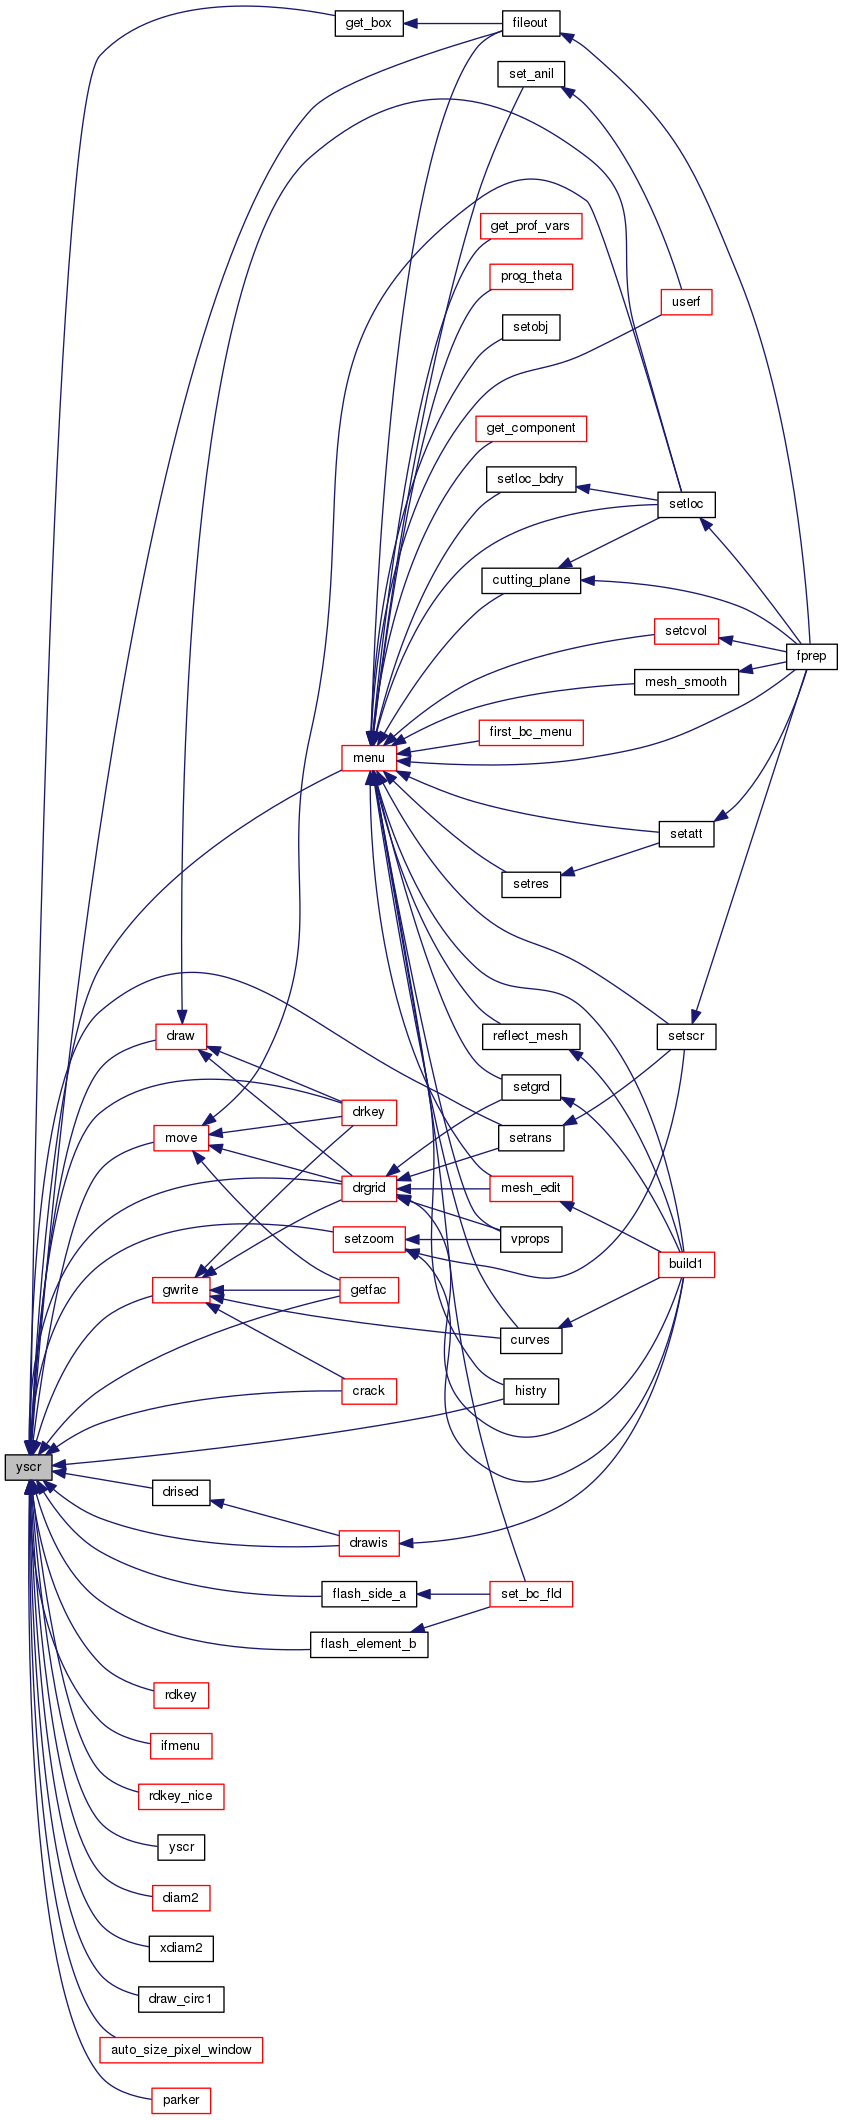 get_box
fileout
set_anil
get_prof_vars
prog_theta
userf
setobj
get_component
setloc_bdry
setloc
cutting_plane
setcvol
fprep
mesh_smooth
first_bc_menu
menu
setatt
setres
draw
reflect_mesh
setscr
setgrd
drkey
move
setrans
drgrid
mesh_edit
setzoom
vprops
build1
gwrite
getfac
curves
crack
histry
yscr
drised
drawis
flash_side_a
set_bc_fld
flash_element_b
rdkey
ifmenu
rdkey_nice
yscr
diam2
xdiam2
draw_circ1
auto_size_pixel_window
parker